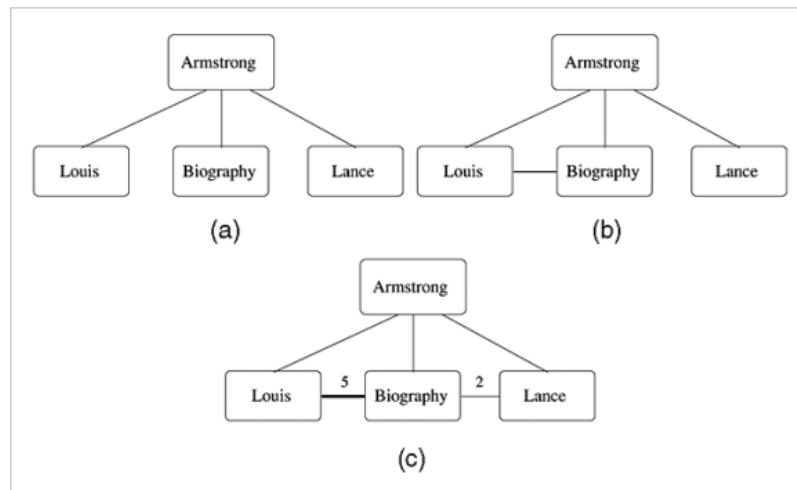 Armstrong
Louis
Biography
Lance
(a)
Armstrong
Louis
Biography
Lance
(b)
Armstrong
Louis
5
Biography
2
Lance
(c)